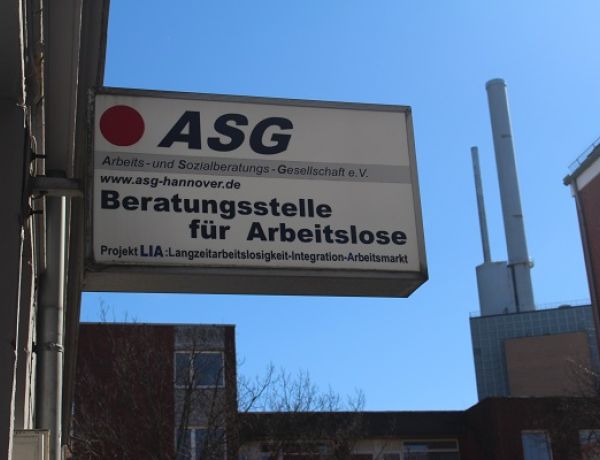 ASG
Arbeits-und Sozialberatungs-Gesellschaft e.V.
www.asg-hannover.de
Beratungsstelle
für Arbeitslose
Projekt LIA:Langzeitarbeitslosigkeit-Integration-Arbeitsmarkt